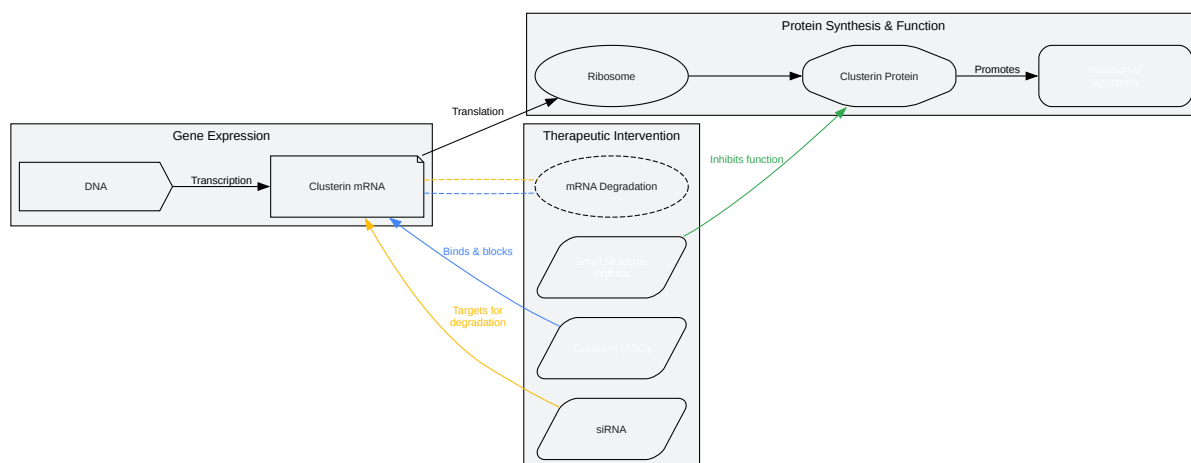 Protein Synthesis & Function
Ribosome
Clusterin Protein
Promotes
Inhibition of
Apoptosis
Translation
Gene Expression
DNA
Transcription
Clusterin mRNA
Therapeutic Intervention
mRNA Degradation
Inhibits function
Small Molecule
Inhibitor
Binds & blocks
Custirsen (ASO)
Targets for
degradation
siRNA